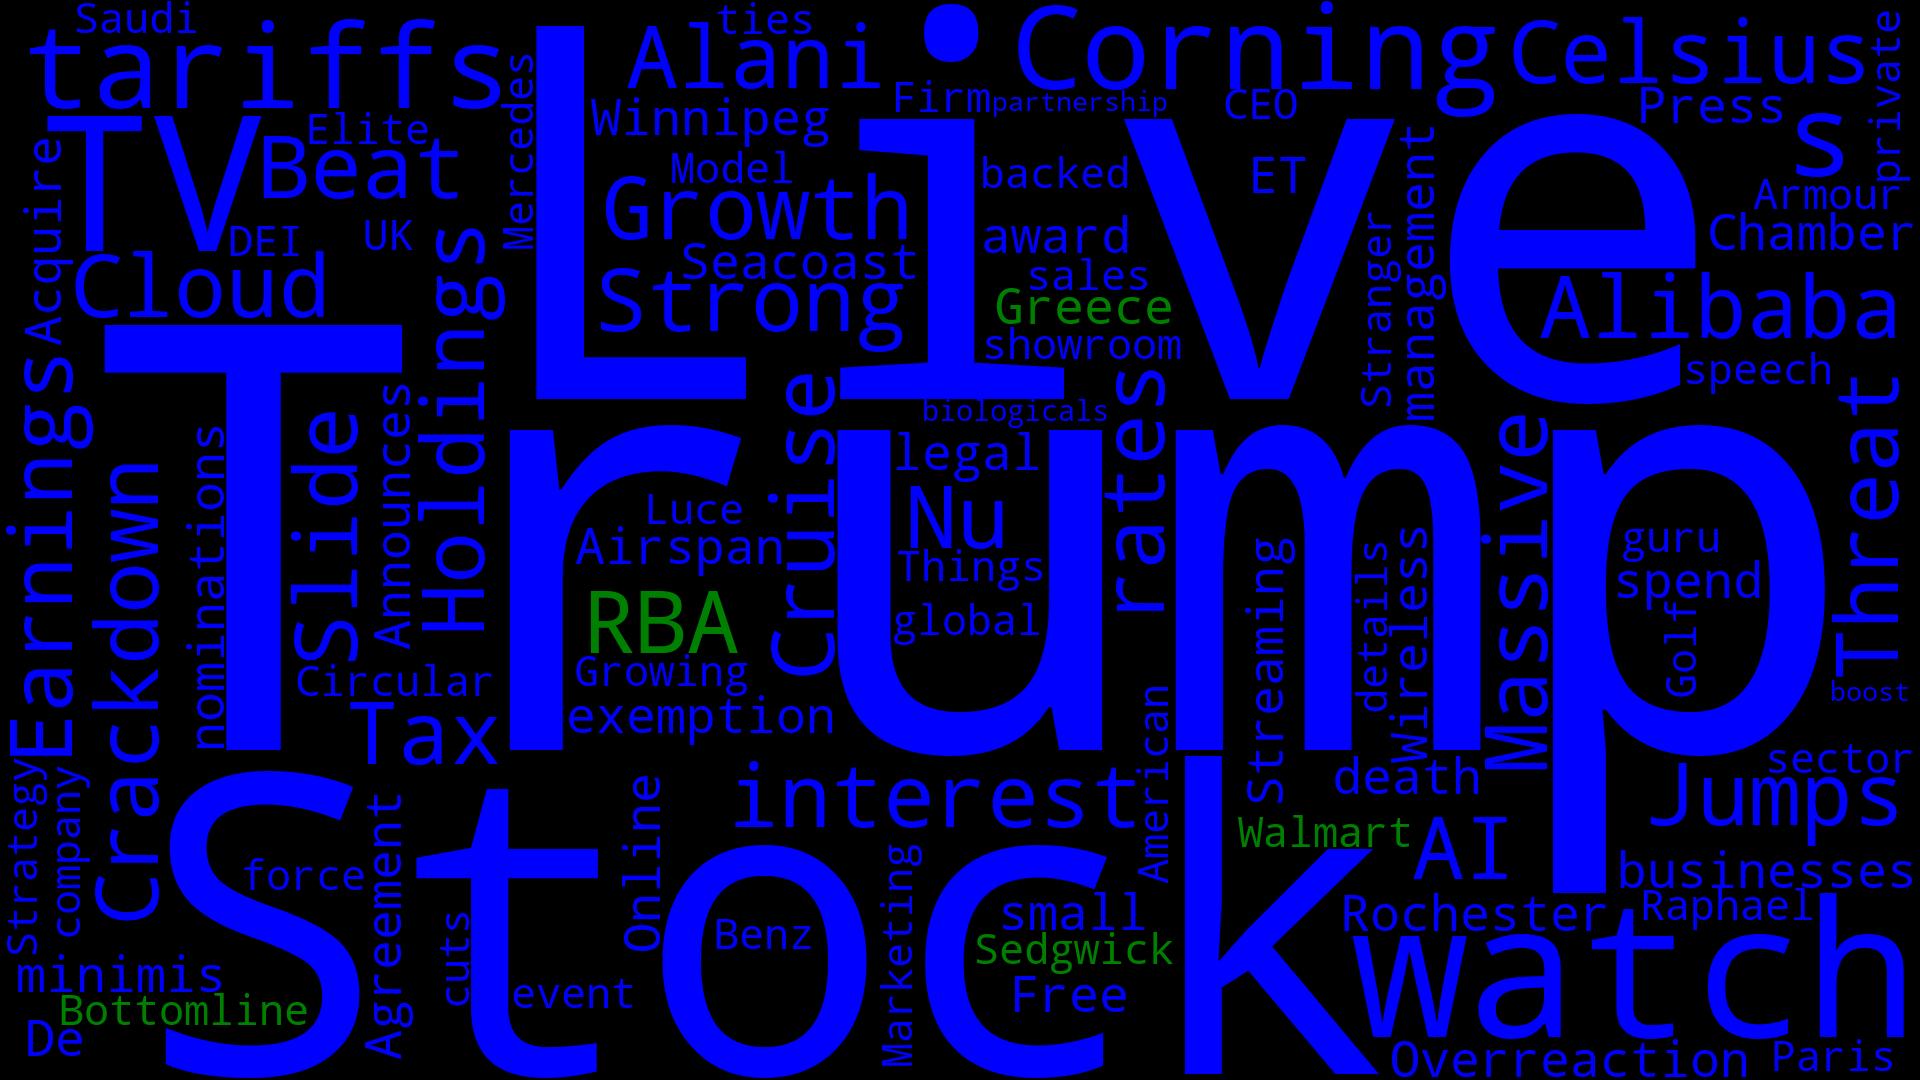 Saudi
tariffs
ties
Alani
Live
Corning
Celsius
private
TV
Elite
Beat
Mercedes
Winnipeg
Firm
partnership
CEO
Press
s
Acquire
DEI
UK
Model
Growth
backed
ET
management
Armour
Chamber
Cloud
Holdings
Seacoast
Strong
award
sales
Greece
showroom
Stranger
Alibaba
speech
Earnings
Crackdown
nominations
Trump
Slide
Announces
Cruise
biologicals
legal
rates
Massive
Threat
Luce
Airspan
Nu
Things
RBA
global
Growing
Circular
Tax
exemption
Streaming
details
Wireless
guru
spend
Golf
boost
Strategy
company
Stock
force
Agreement
cuts
Online
interest
American
death
sector
Jumps
Walmart
AI
businesses
Benz
Marketing
small
Sedgwick
Free
Rochester
Raphael
Watch
minimis
Bottomline
De
event
Overreaction
Paris